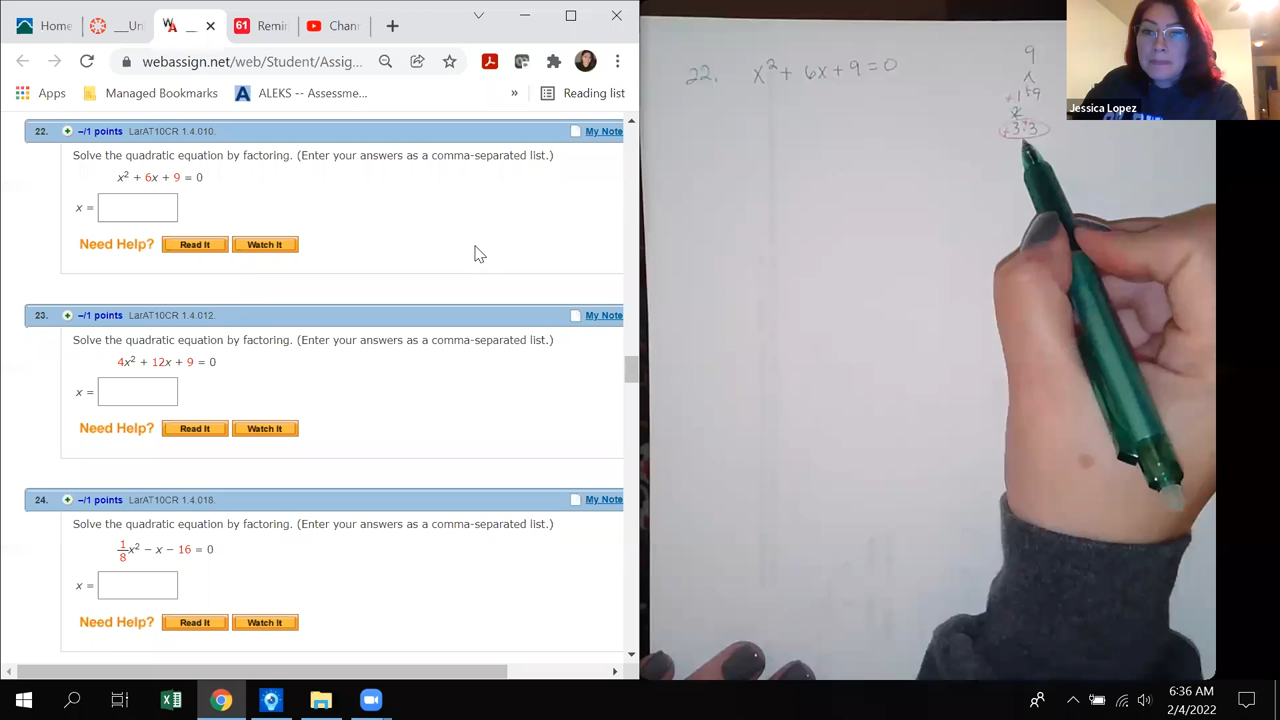 Home
__Un
Remir
Chanr
webassign.net/web/Student/Assig...
Apps
Managed Bookmarks
ALEKS -- Assessme...
»
Reading list
22. –/1 points LarAT10CR 1.4.010. My Note
Solve the quadratic equation by factoring. (Enter your answers as a comma-separated list.)
x² + 6x + 9 = 0
x =
Need Help? Read It Watch It
23. –/1 points LarAT10CR 1.4.012. My Note
Solve the quadratic equation by factoring. (Enter your answers as a comma-separated list.)
4x² + 12x + 9 = 0
x =
Need Help? Read It Watch It
24. –/1 points LarAT10CR 1.4.018. My Note
Solve the quadratic equation by factoring. (Enter your answers as a comma-separated list.)
1/8x² − x − 16 = 0
x =
Need Help? Read It Watch It
22. x² + 6x + 9 = 0
9
+1 +9
+3 +3
Jessica Lopez
6:36 AM
2/4/2022